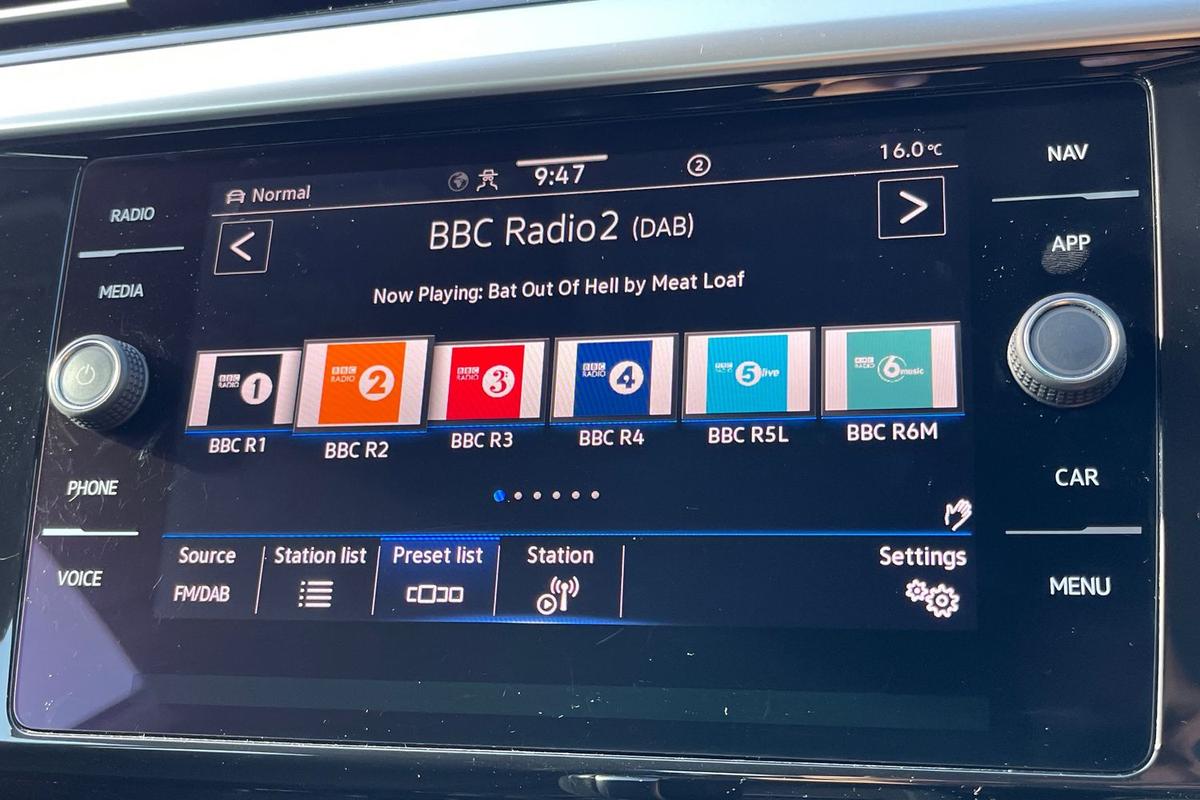 Normal
9:47
2
16.0°C
NAV
RADIO
BBC Radio2 (DAB)
APP
<
>
MEDIA
Now Playing: Bat Out Of Hell by Meat Loaf
BBC RADIO 1
BBC RADIO 2
BBC RADIO 3
BBC RADIO 4
BBC RADIO 5 live
BBC RADIO 6 music
BBC R1
BBC R2
BBC R3
BBC R4
BBC R5L
BBC R6M
PHONE
CAR
Source
Station list
Preset list
Station
Settings
VOICE
FM/DAB
MENU